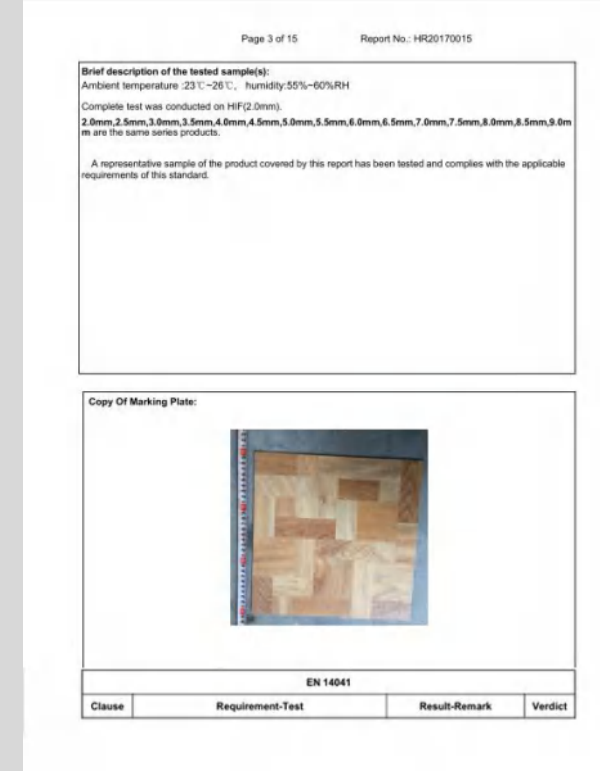 Page 3 of 15 Report No.: HR20170015
Brief description of the tested sample(s):
Ambient temperature :23℃~26℃, humidity:55%~60%RH
Complete test was conducted on HIF(2.0mm).
2.0mm,2.5mm,3.0mm,3.5mm,4.0mm,4.5mm,5.0mm,5.5mm,6.0mm,6.5mm,7.0mm,7.5mm,8.0mm,8.5mm,9.0m
m are the same series products.
A representative sample of the product covered by this report has been tested and complies with the applicable
requirements of this standard.
Copy Of Marking Plate:
EN 14041
Clause Requirement-Test Result-Remark Verdict